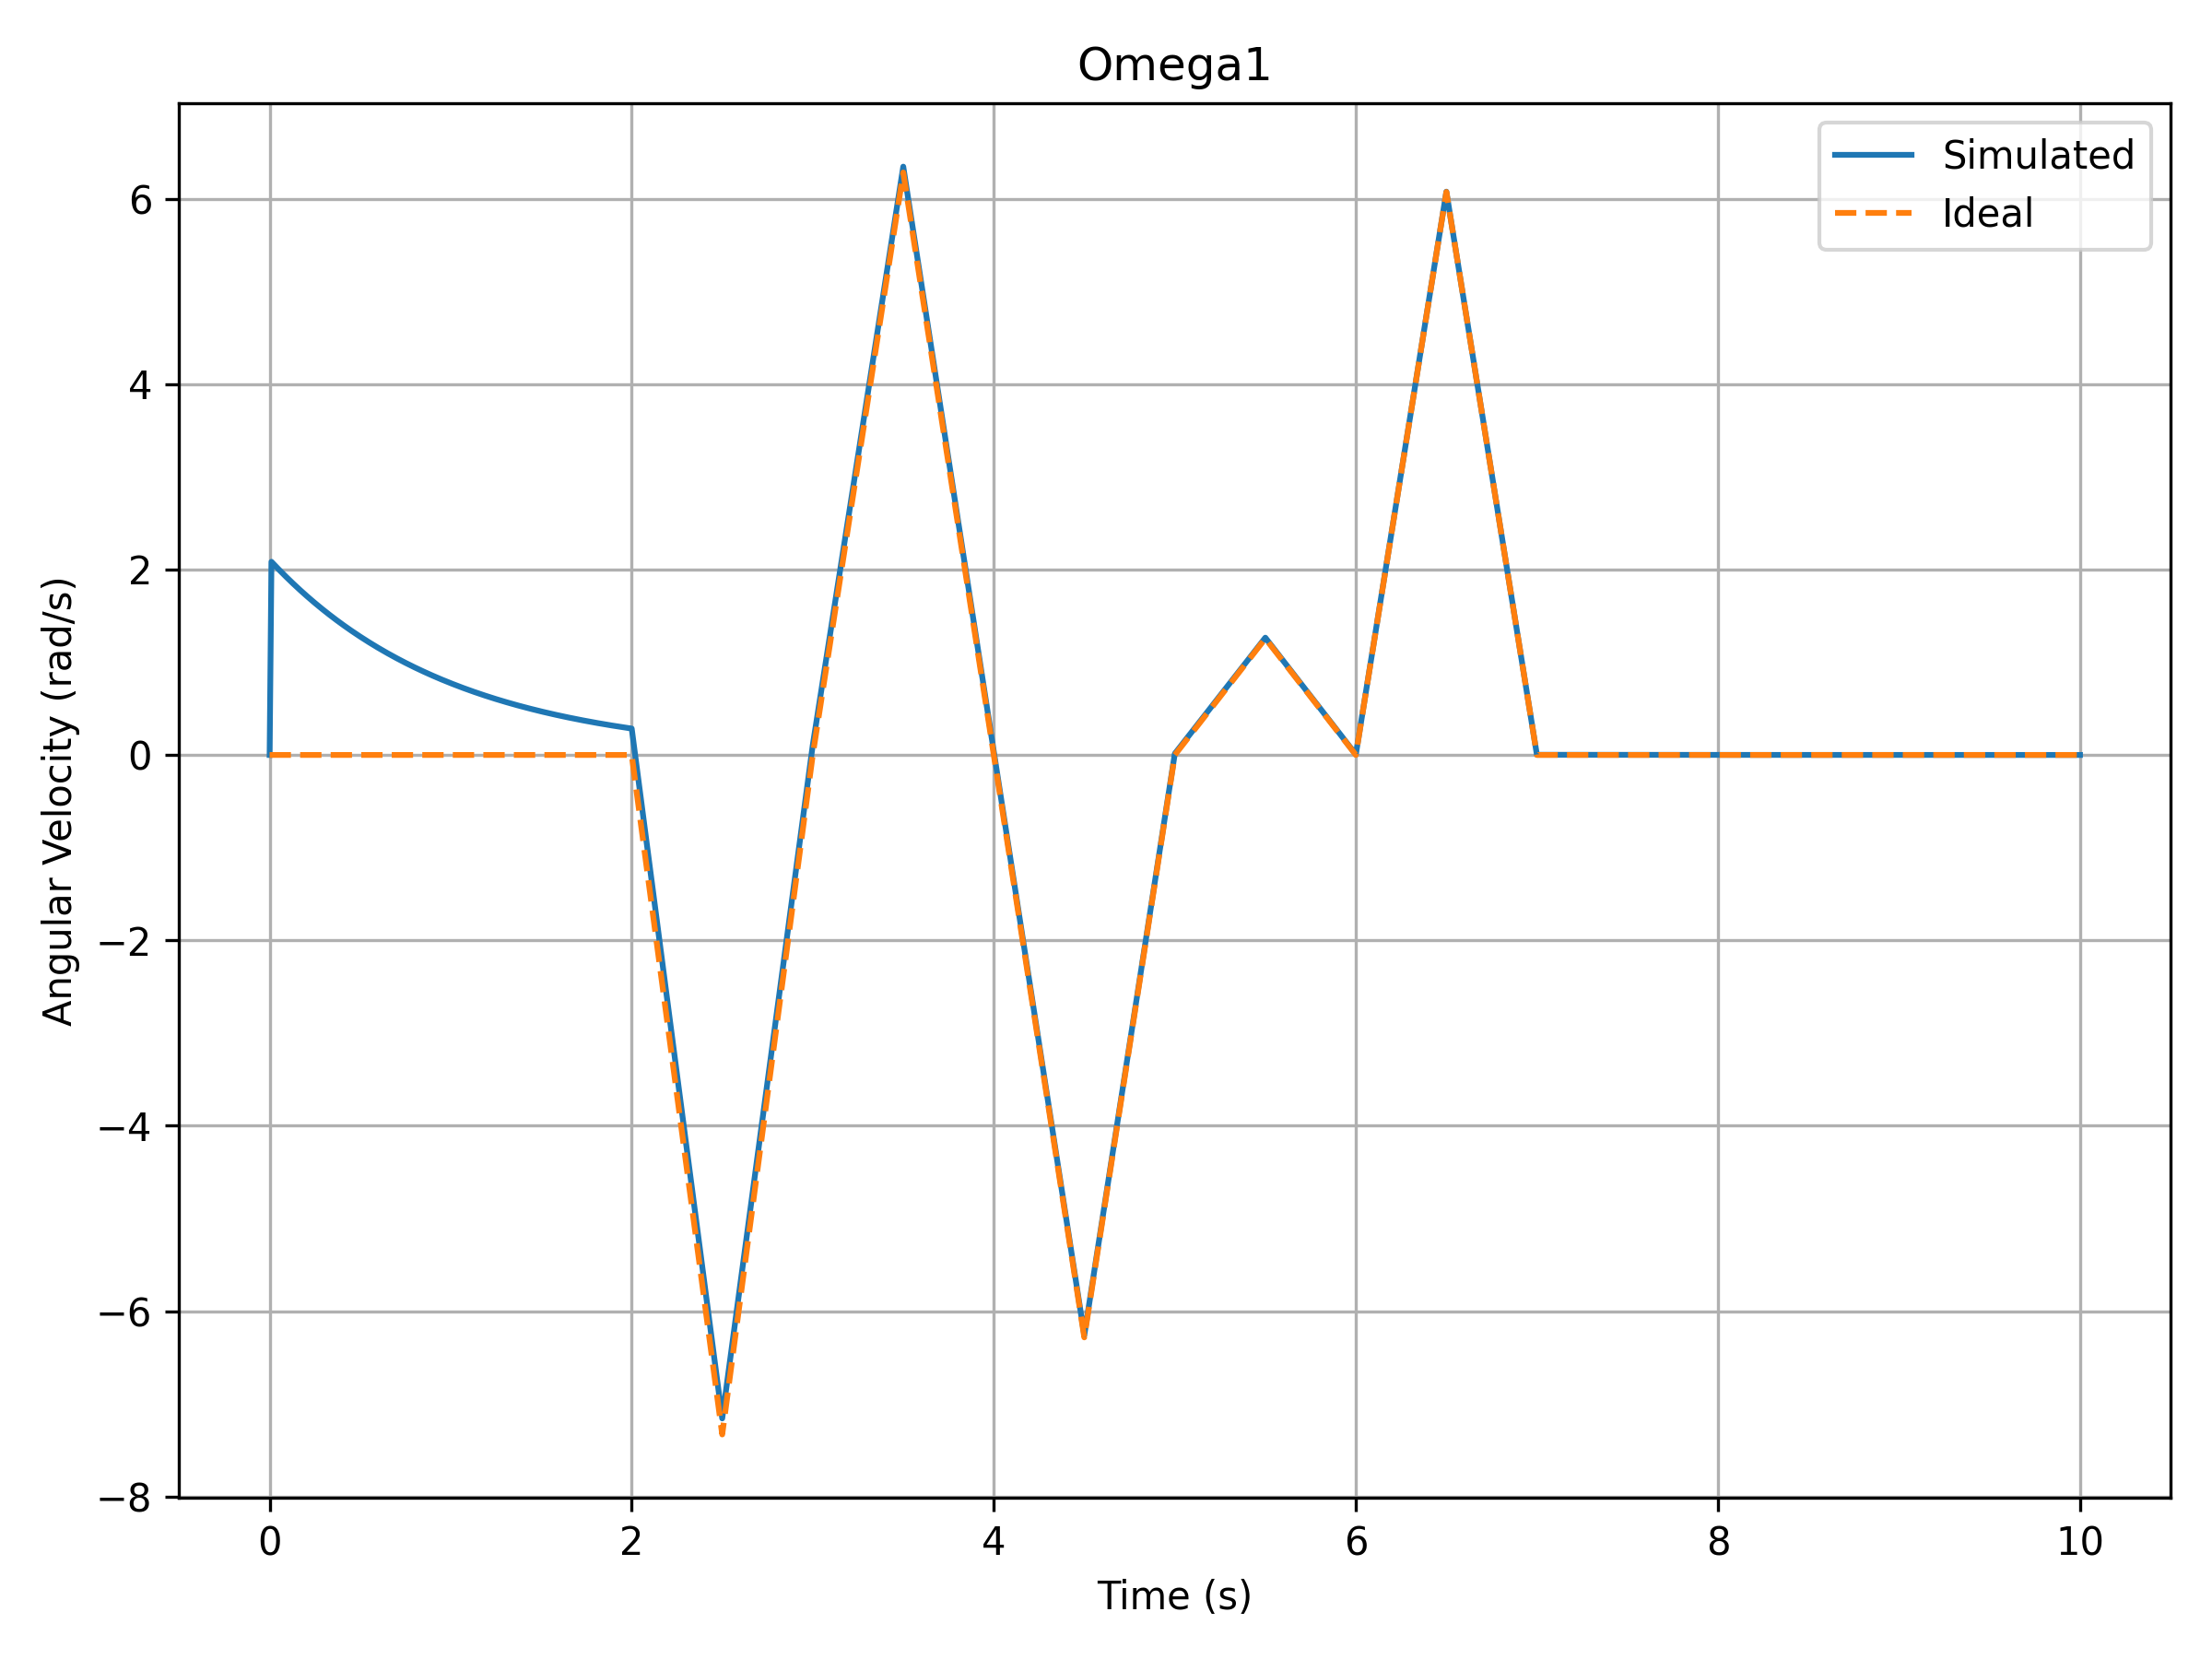 Omega1
Simulated
Ideal
6
4
2
0
−2
−4
−6
−8
Angular Velocity (rad/s)
0 2 4 6 8 10
Time (s)